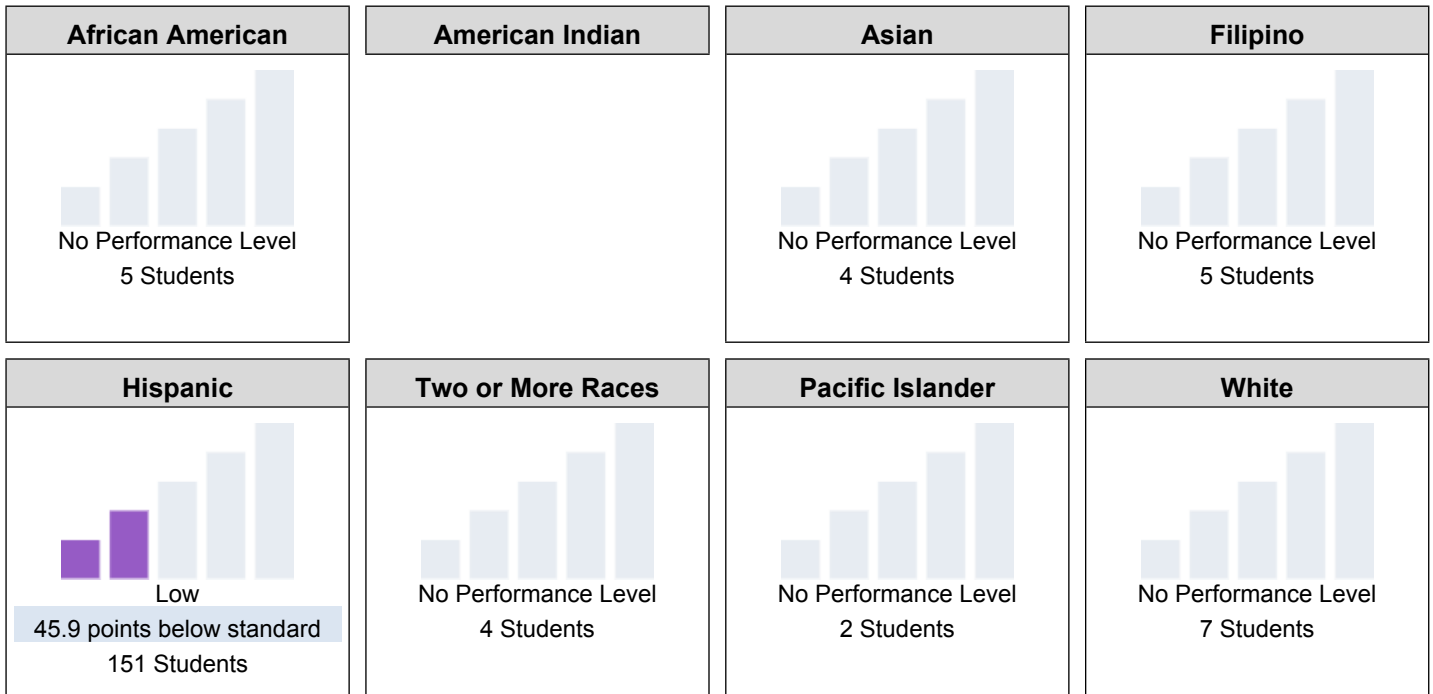 African American
No Performance Level
5 Students
American Indian
Asian
No Performance Level
4 Students
Filipino
No Performance Level
5 Students
Hispanic
Low
45.9 points below standard
151 Students
Two or More Races
No Performance Level
4 Students
Pacific Islander
No Performance Level
2 Students
White
No Performance Level
7 Students